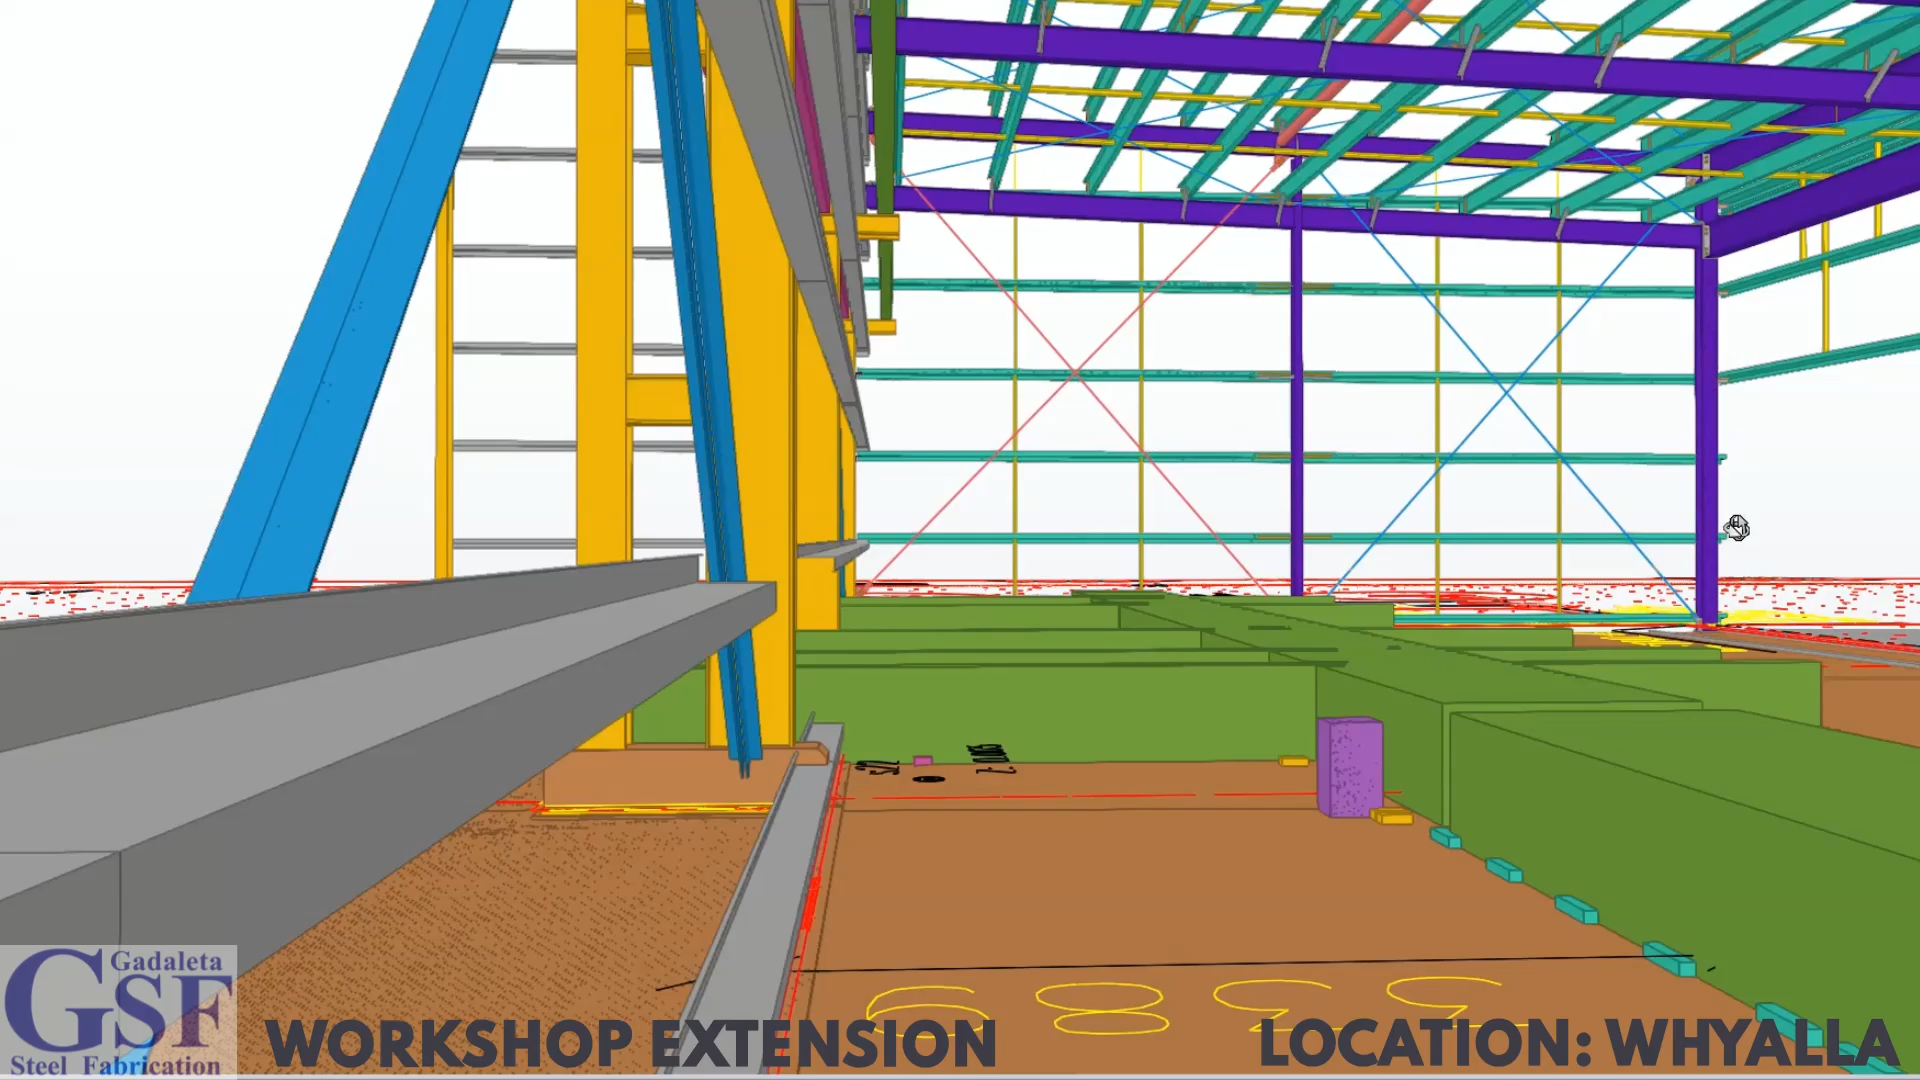 Gadaleta
GSF
Steel Fabrication
WORKSHOP EXTENSION
LOCATION: WHYALLA